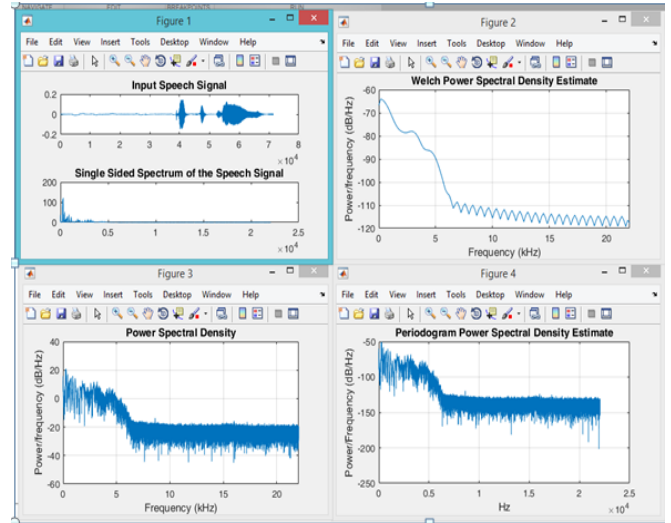 NAVIGATE EDIT BREAKPOINTS RUN
Figure 1
File Edit View Insert Tools Desktop Window Help
Input Speech Signal
0.2
0
-0.2
0 1 2 3 4 5 6 7 8
×10^4
Single Sided Spectrum of the Speech Signal
200
100
0
0 0.5 1 1.5 2 2.5
×10^4
Figure 2
File Edit View Insert Tools Desktop Window Help
Welch Power Spectral Density Estimate
Power/frequency (dB/Hz)
-60
-70
-80
-90
-100
-110
-120
0 5 10 15 20
Frequency (kHz)
Figure 3
File Edit View Insert Tools Desktop Window Help
Power Spectral Density
Power/frequency (dB/Hz)
40
20
0
-20
-40
-60
0 5 10 15 20
Frequency (kHz)
Figure 4
File Edit View Insert Tools Desktop Window Help
Periodogram Power Spectral Density Estimate
Power/Frequency (dB/Hz)
-50
-100
-150
-200
-250
0 0.5 1 1.5 2 2.5
Hz
×10^4